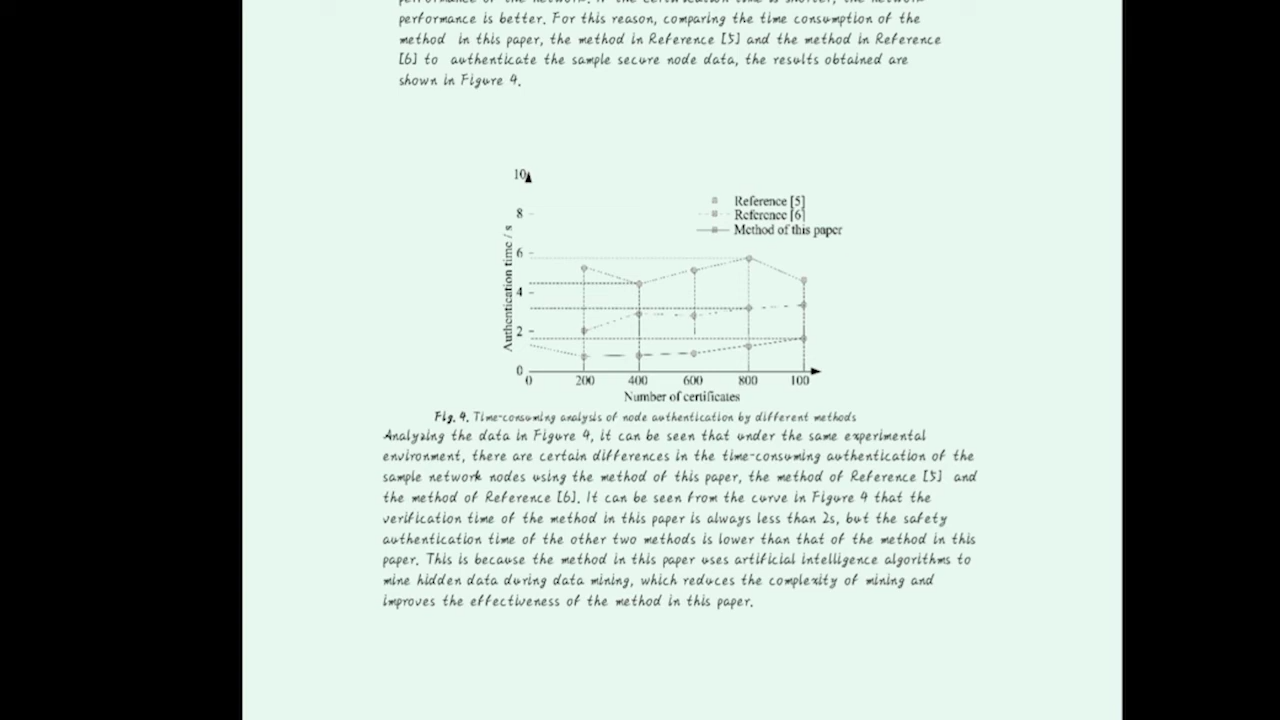 performance of the network. If the certification time is shorter, the network
performance is better. For this reason, comparing the time consumption of the
method in this paper, the method in Reference [5] and the method in Reference
[6] to authenticate the sample secure node data, the results obtained are
shown in Figure 4.
10
8
6
4
2
0
Authentication time / s
Reference [5]
Reference [6]
Method of this paper
0 200 400 600 800 100
Number of certificates
Fig. 4. Time-consuming analysis of node authentication by different methods
Analyzing the data in Figure 4, it can be seen that under the same experimental
environment, there are certain differences in the time-consuming authentication of the
sample network nodes using the method of this paper, the method of Reference [5] and
the method of Reference [6]. It can be seen from the curve in Figure 4 that the
verification time of the method in this paper is always less than 2s, but the safety
authentication time of the other two methods is lower than that of the method in this
paper. This is because the method in this paper uses artificial intelligence algorithms to
mine hidden data during data mining, which reduces the complexity of mining and
improves the effectiveness of the method in this paper.